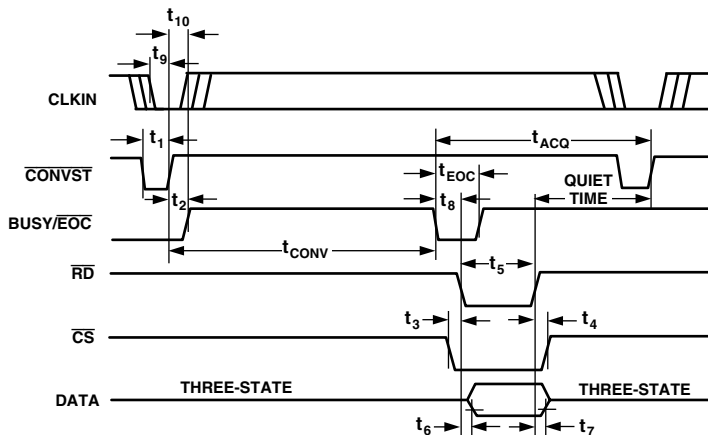 t10
t9
CLKIN
t1
tACQ
CONVST
tEOC
QUIET
TIME
t2
t8
BUSY/EOC
tCONV
t5
RD
t3
t4
CS
THREE-STATE
THREE-STATE
DATA
t6
t7